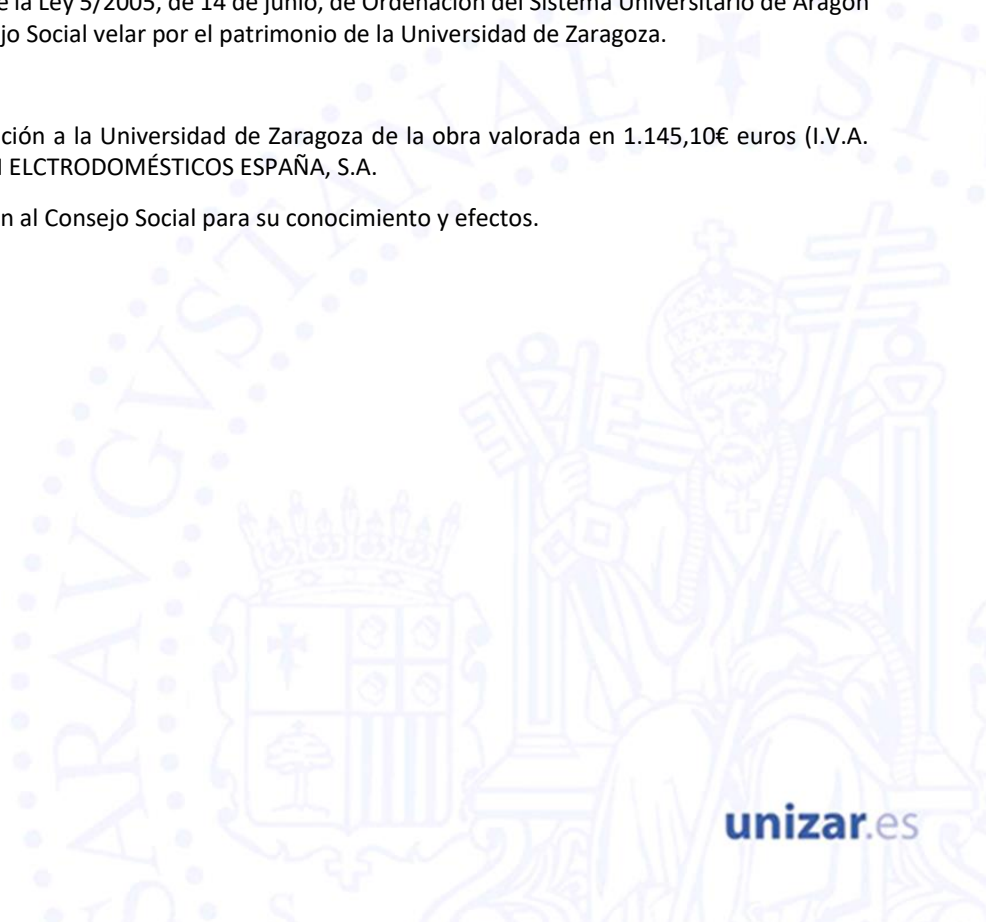 e la Ley 5/2005, de 14 de junio, de Ordenación del Sistema Universitario de Aragón
jo Social velar por el patrimonio de la Universidad de Zaragoza.
ción a la Universidad de Zaragoza de la obra valorada en 1.145,10€ euros (I.V.A.
ELCTRODOMÉSTICOS ESPAÑA, S.A.
n al Consejo Social para su conocimiento y efectos.
unizar.es